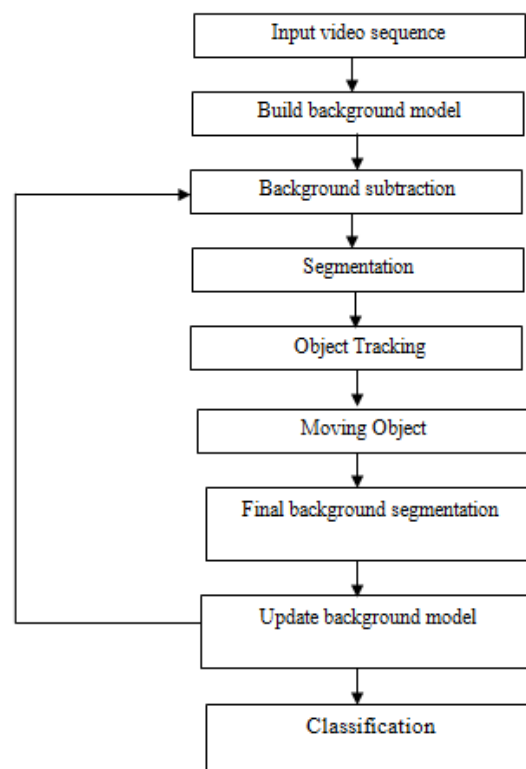 Input video sequence
Build background model
Background subtraction
Segmentation
Object Tracking
Moving Object
Final background segmentation
Update background model
Classification